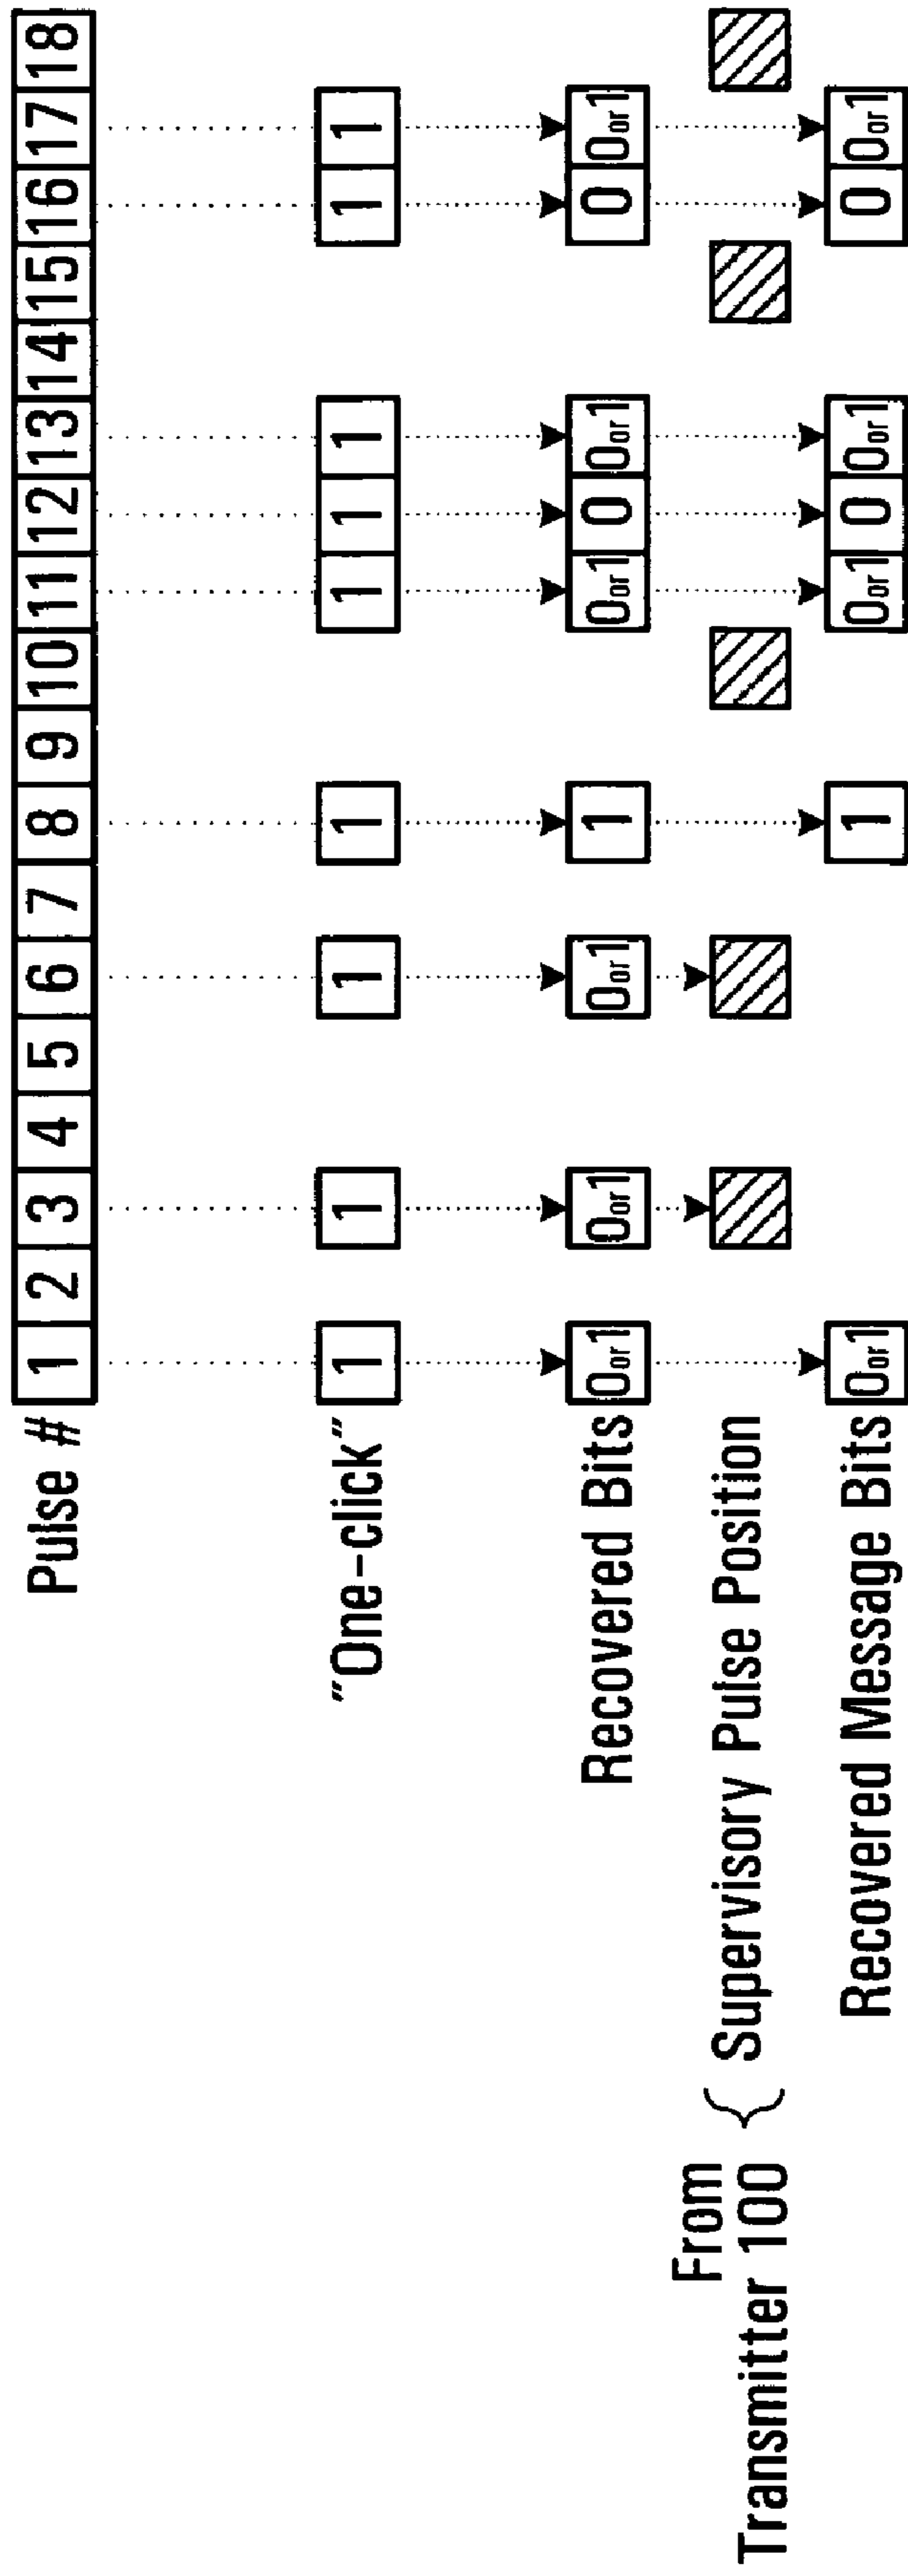 Pulse # 1 2 3 4 5 6 7 8 9 10 11 12 13 14 15 16 17 18
"One-click" 1 1 1 1 1 1 1 1 1
Recovered Bits 0 or 1 0 or 1 0 or 1 1 0 or 1 0 0 or 1 0 0 or 1
From
Transmitter 100 { Supervisory Pulse Position
Recovered Message Bits 0 or 1 1 0 or 1 0 0 or 1 0 0 or 1